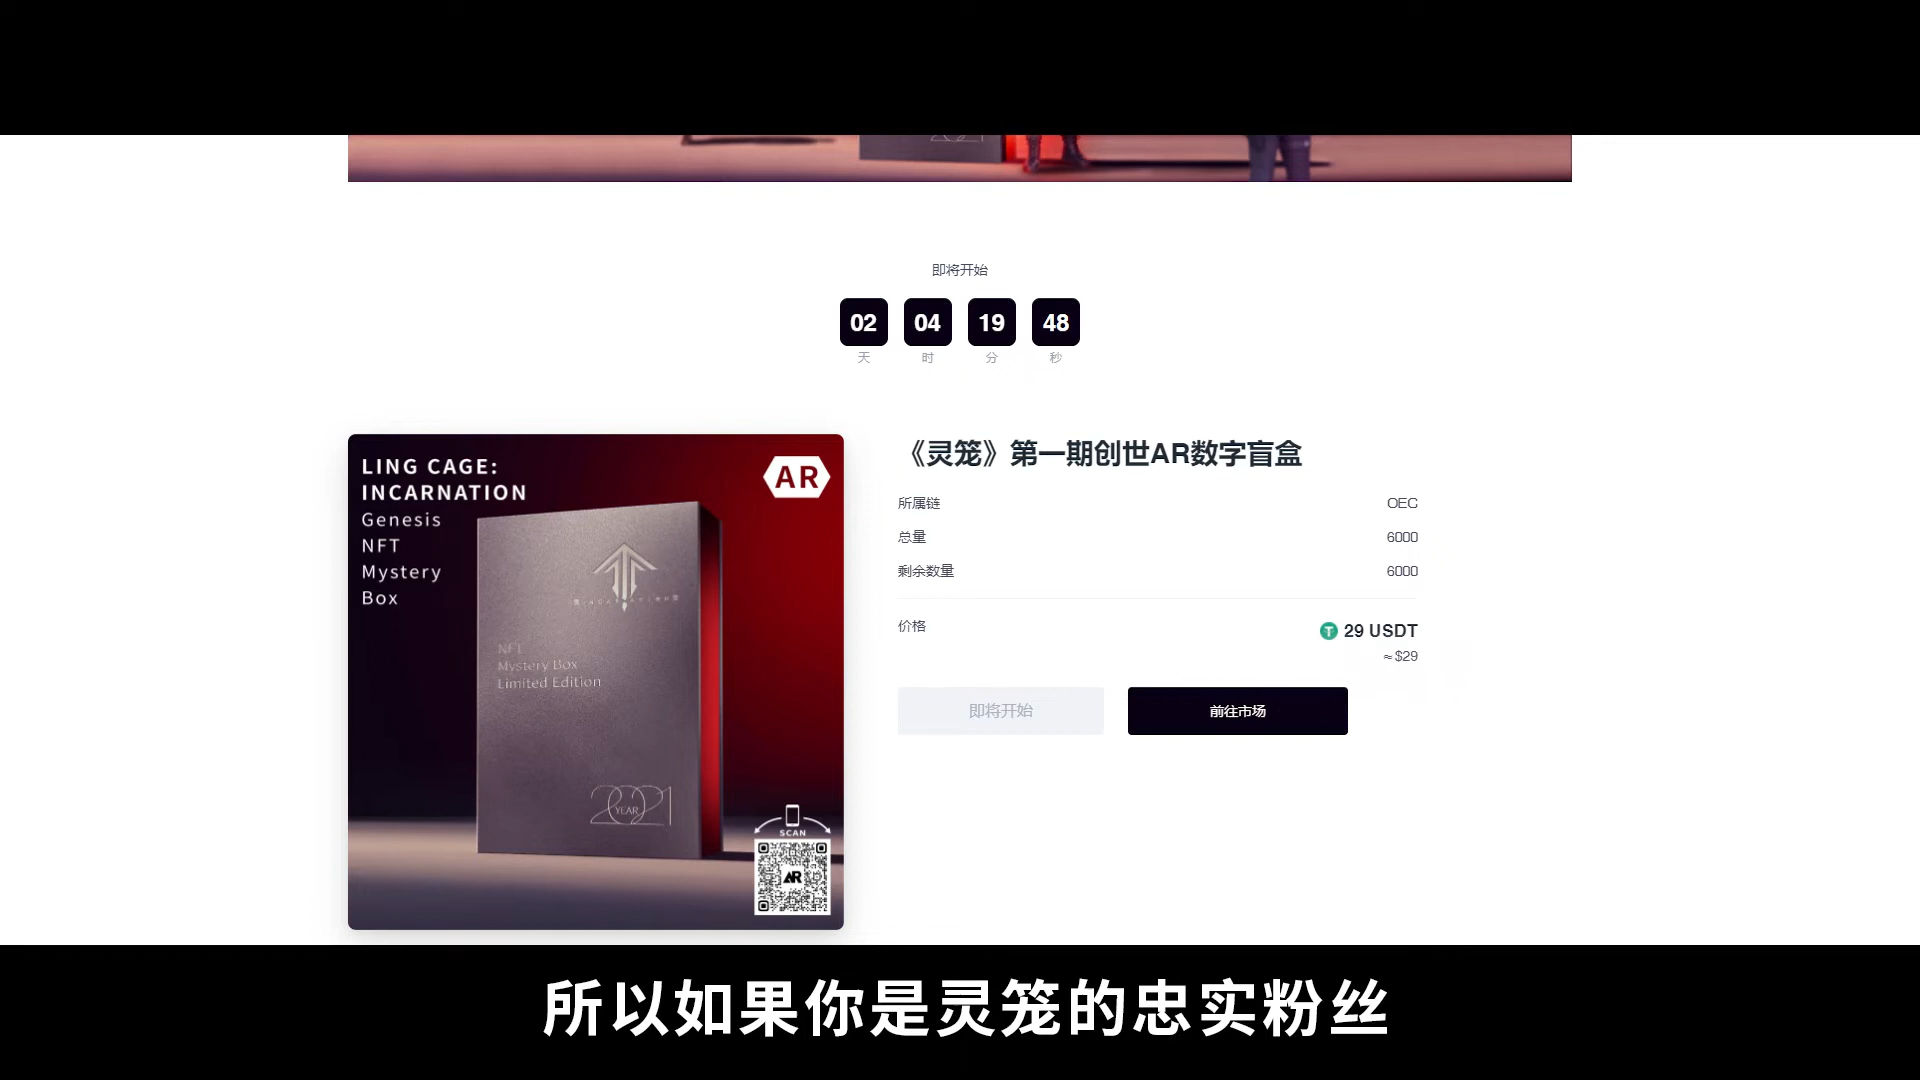 即将开始
02 04 19 48
天 时 分 秒
LING CAGE:
INCARNATION
Genesis
NFT
Mystery
Box
AR
NFT
Mystery Box
Limited Edition
2021
YEAR
SCAN
AR
《灵笼》第一期创世AR数字盲盒
所属链 OEC
总量 6000
剩余数量 6000
价格 29 USDT
≈$29
即将开始 前往市场
所以如果你是灵笼的忠实粉丝